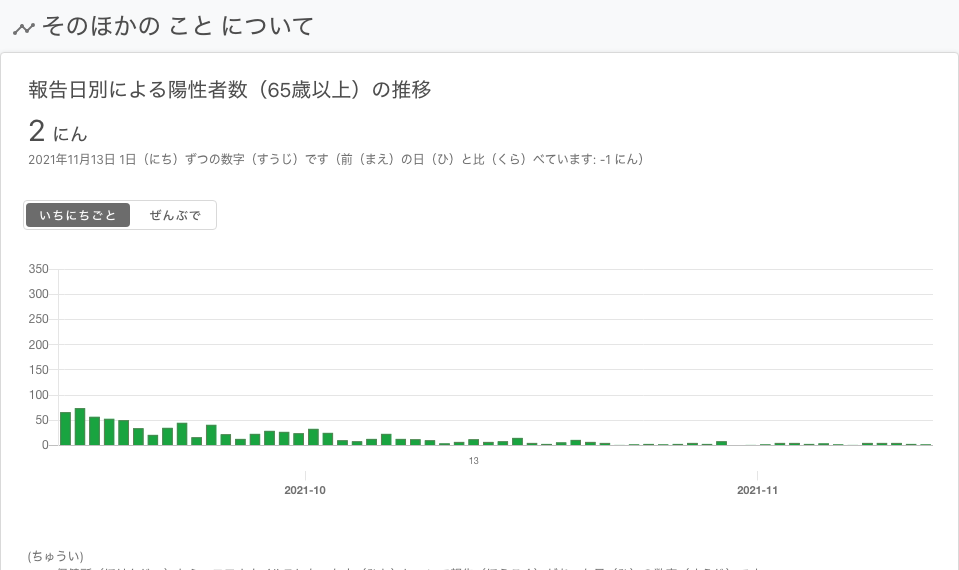 そのほかの こと について
報告日別による陽性者数（65歳以上）の推移
2 にん
2021年11月13日 1日（にち）ずつの数字（すうじ）です（前（まえ）の日（ひ）と比（くら）べています: -1 にん）
いちにちごと ぜんぶで
350
300
250
200
150
100
50
0
13
2021-10 2021-11
(ちゅうい)